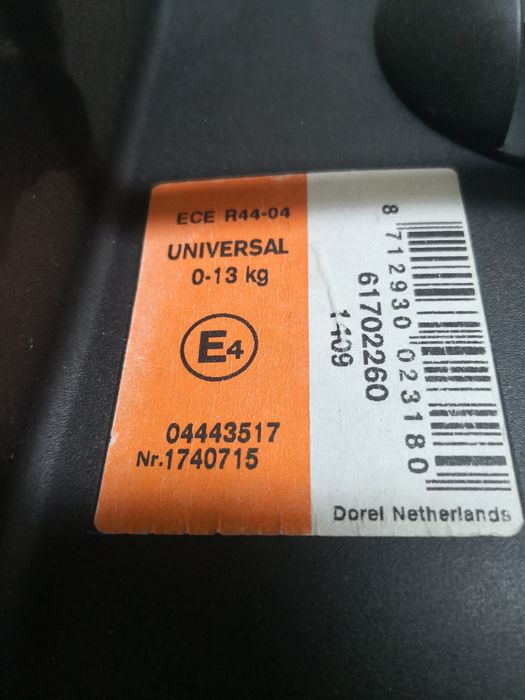 ECE R44-04
UNIVERSAL
0-13 kg
E4
04443517
Nr.1740715
8 712930 023180
61702260
1409
Dorel Netherlands